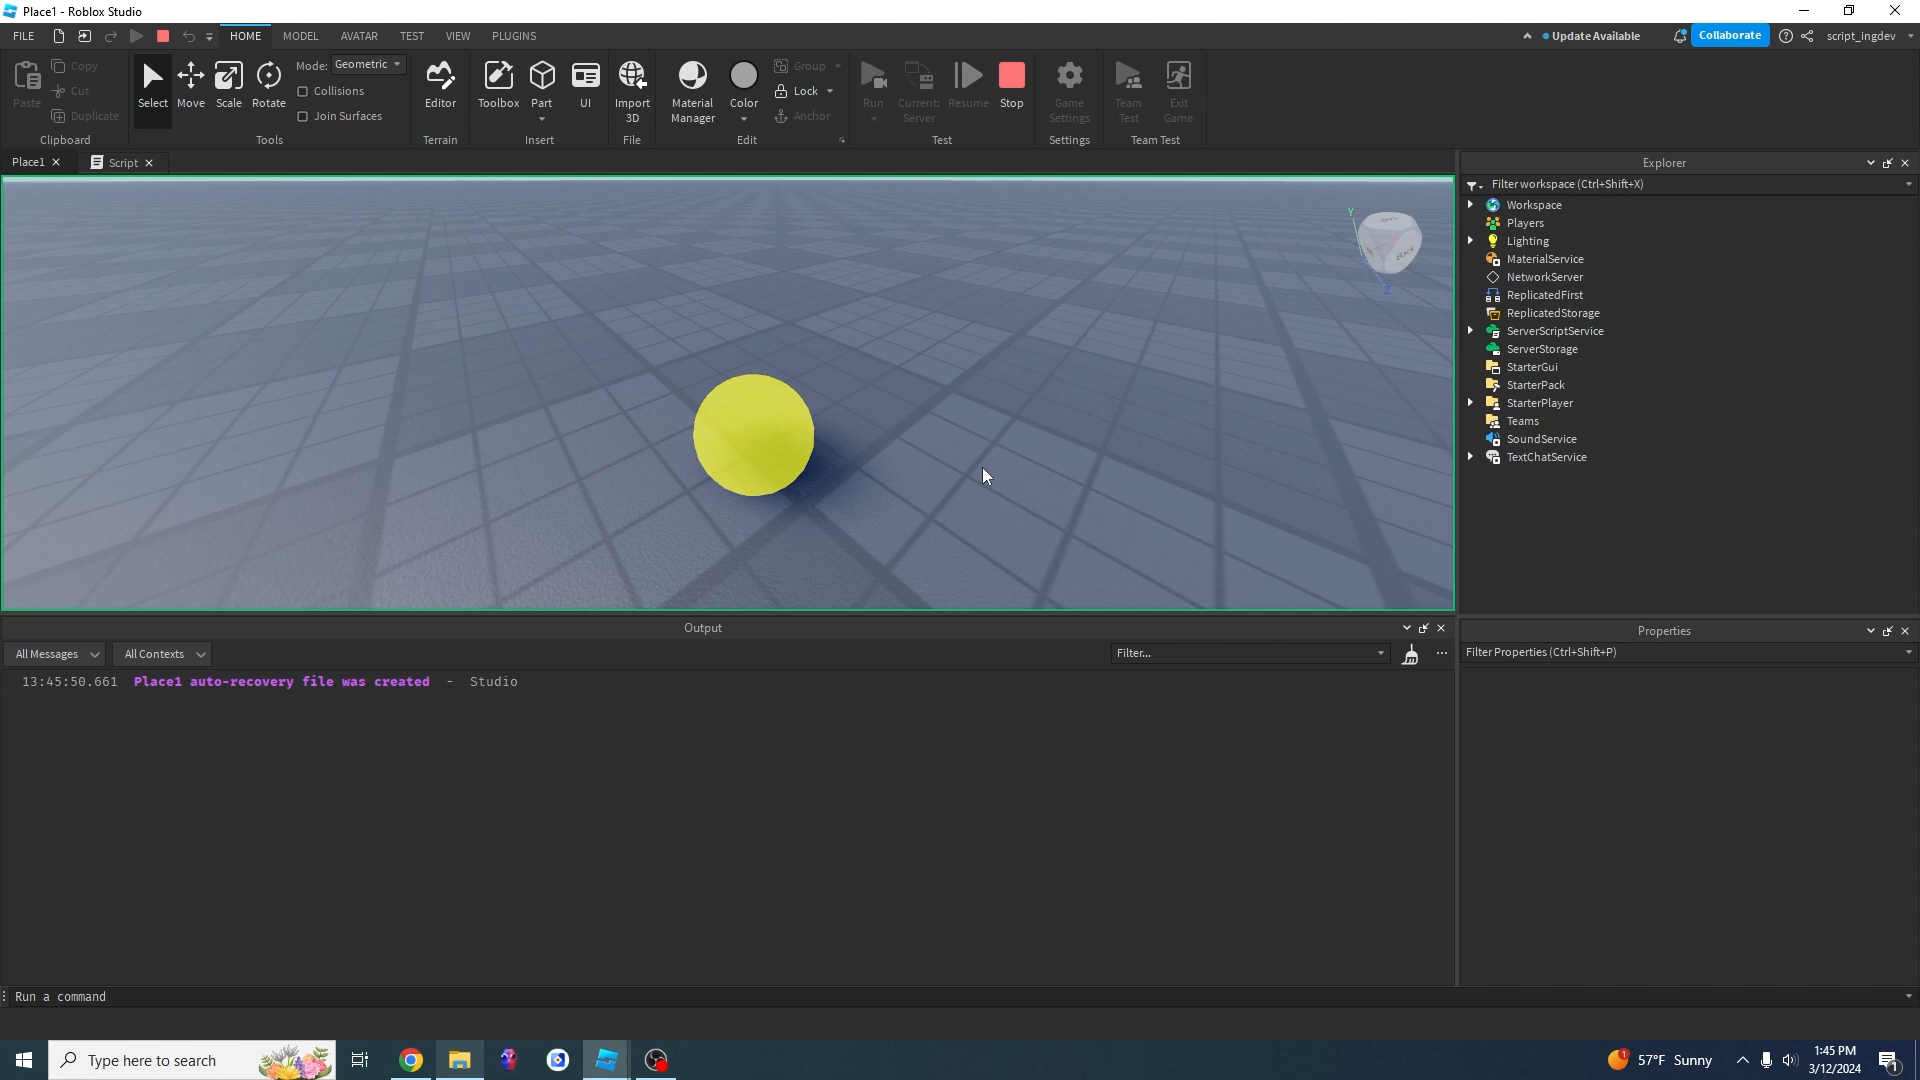 Place1 - Roblox Studio
FILE
HOME
MODEL
AVATAR
TEST
VIEW
PLUGINS
Update Available
Collaborate
script_ingdev
Paste
Copy
Cut
Duplicate
Clipboard
Select
Move
Scale
Rotate
Mode: Geometric
Collisions
Join Surfaces
Tools
Editor
Terrain
Toolbox
Part
UI
Insert
Import
3D
File
Material
Manager
Color
Group
Lock
Anchor
Edit
Run
Current:
Server
Resume
Stop
Test
Game
Settings
Settings
Team
Test
Exit
Game
Team Test
Place1
Script
Y
Back
Z
Explorer
Filter workspace (Ctrl+Shift+X)
Workspace
Players
Lighting
MaterialService
NetworkServer
ReplicatedFirst
ReplicatedStorage
ServerScriptService
ServerStorage
StarterGui
StarterPack
StarterPlayer
Teams
SoundService
TextChatService
Output
All Messages
All Contexts
Filter...
13:45:50.661 Place1 auto-recovery file was created - Studio
Properties
Filter Properties (Ctrl+Shift+P)
Run a command
Type here to search
1
57°F Sunny
1:45 PM
3/12/2024
1